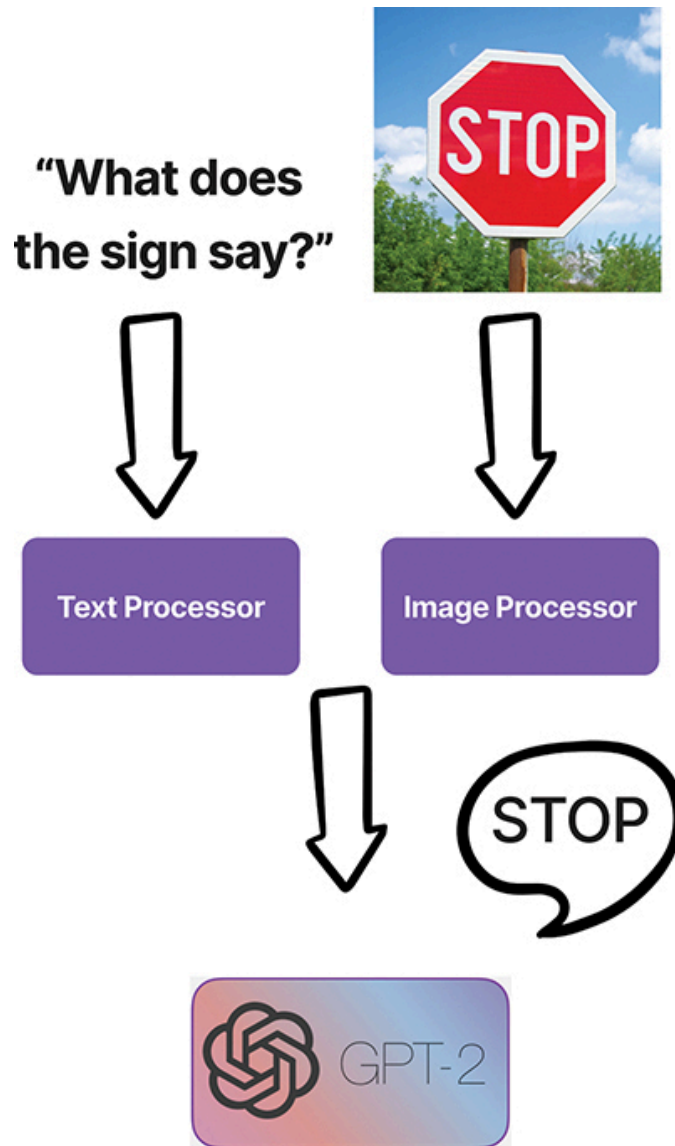 “What does
the sign say?”
STOP
Text Processor
Image Processor
STOP
GPT-2